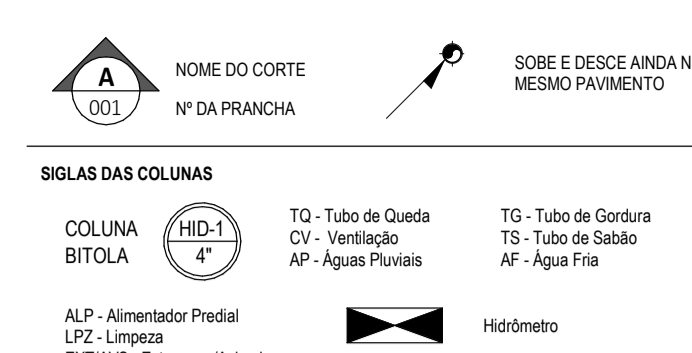 A
001
NOME DO CORTE
Nº DA PRANCHA
SOBE E DESCE AINDA
MESMO PAVIMENTO
SIGLAS DAS COLUNAS
COLUNA
BITOLA
HID-1
4"
TQ - Tubo de Queda
CV - Ventilação
AP - Águas Pluviais
TG - Tubo de Gordura
TS - Tubo de Sabão
AF - Água Fria
ALP - Alimentador Predial
LPZ - Limpeza
Hidrômetro